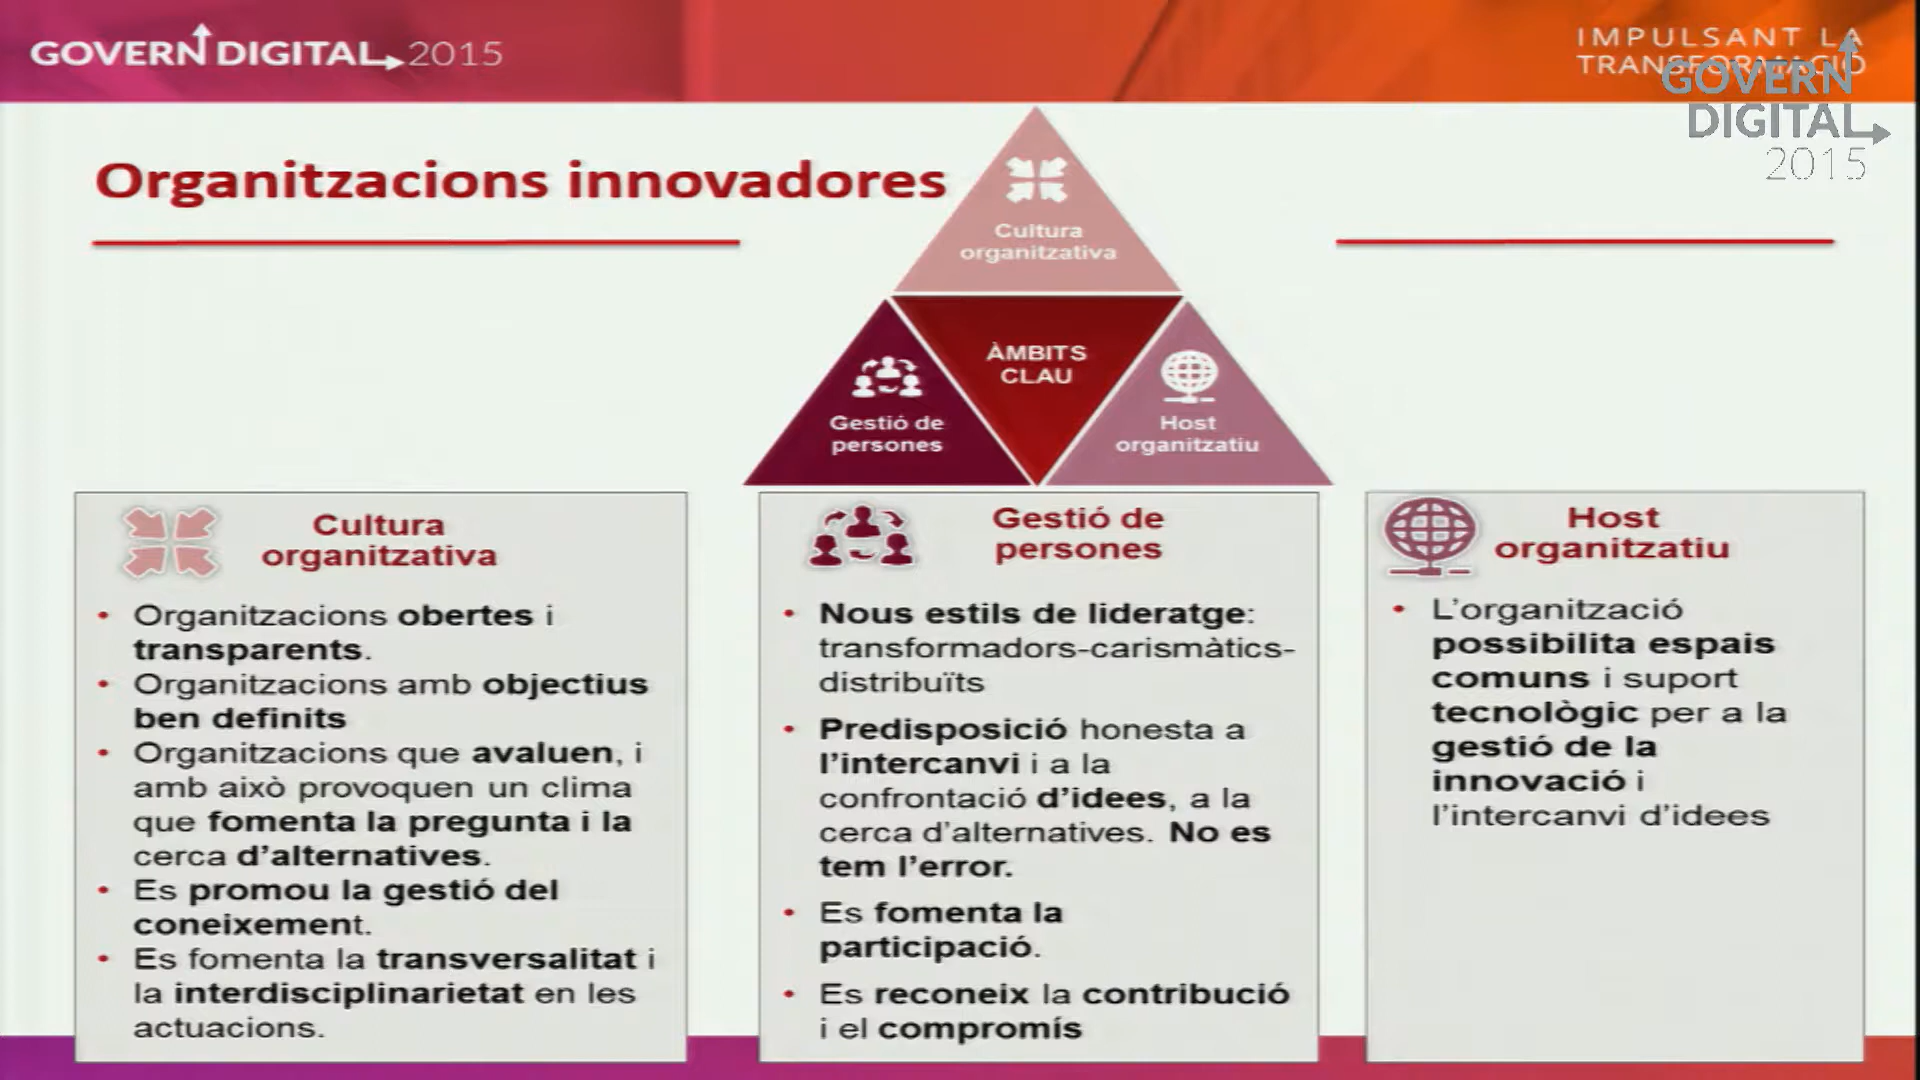 GOVERN DIGITAL 2015
IMPULSANT LA
TRANSFORMACIÓ
GOVERN
DIGITAL
2015
Organitzacions innovadores
Cultura
organitzativa
ÀMBITS
CLAU
Gestió de
persones
Host
organitzatiu
Cultura
organitzativa
• Organitzacions obertes i
transparents.
• Organitzacions amb objectius
ben definits
• Organitzacions que avaluen, i
amb això provoquen un clima
que fomenta la pregunta i la
cerca d’alternatives.
• Es promou la gestió del
coneixement.
• Es fomenta la transversalitat i
la interdisciplinarietat en les
actuacions.
Gestió de
persones
• Nous estils de lideratge:
transformadors-carismàtics-
distribuïts
• Predisposició honesta a
l’intercanvi i a la
confrontació d’idees, a la
cerca d’alternatives. No es
tem l’error.
• Es fomenta la
participació.
• Es reconeix la contribució
i el compromís
Host
organitzatiu
• L’organització
possibilita espais
comuns i suport
tecnològic per a la
gestió de la
innovació i
l’intercanvi d’idees